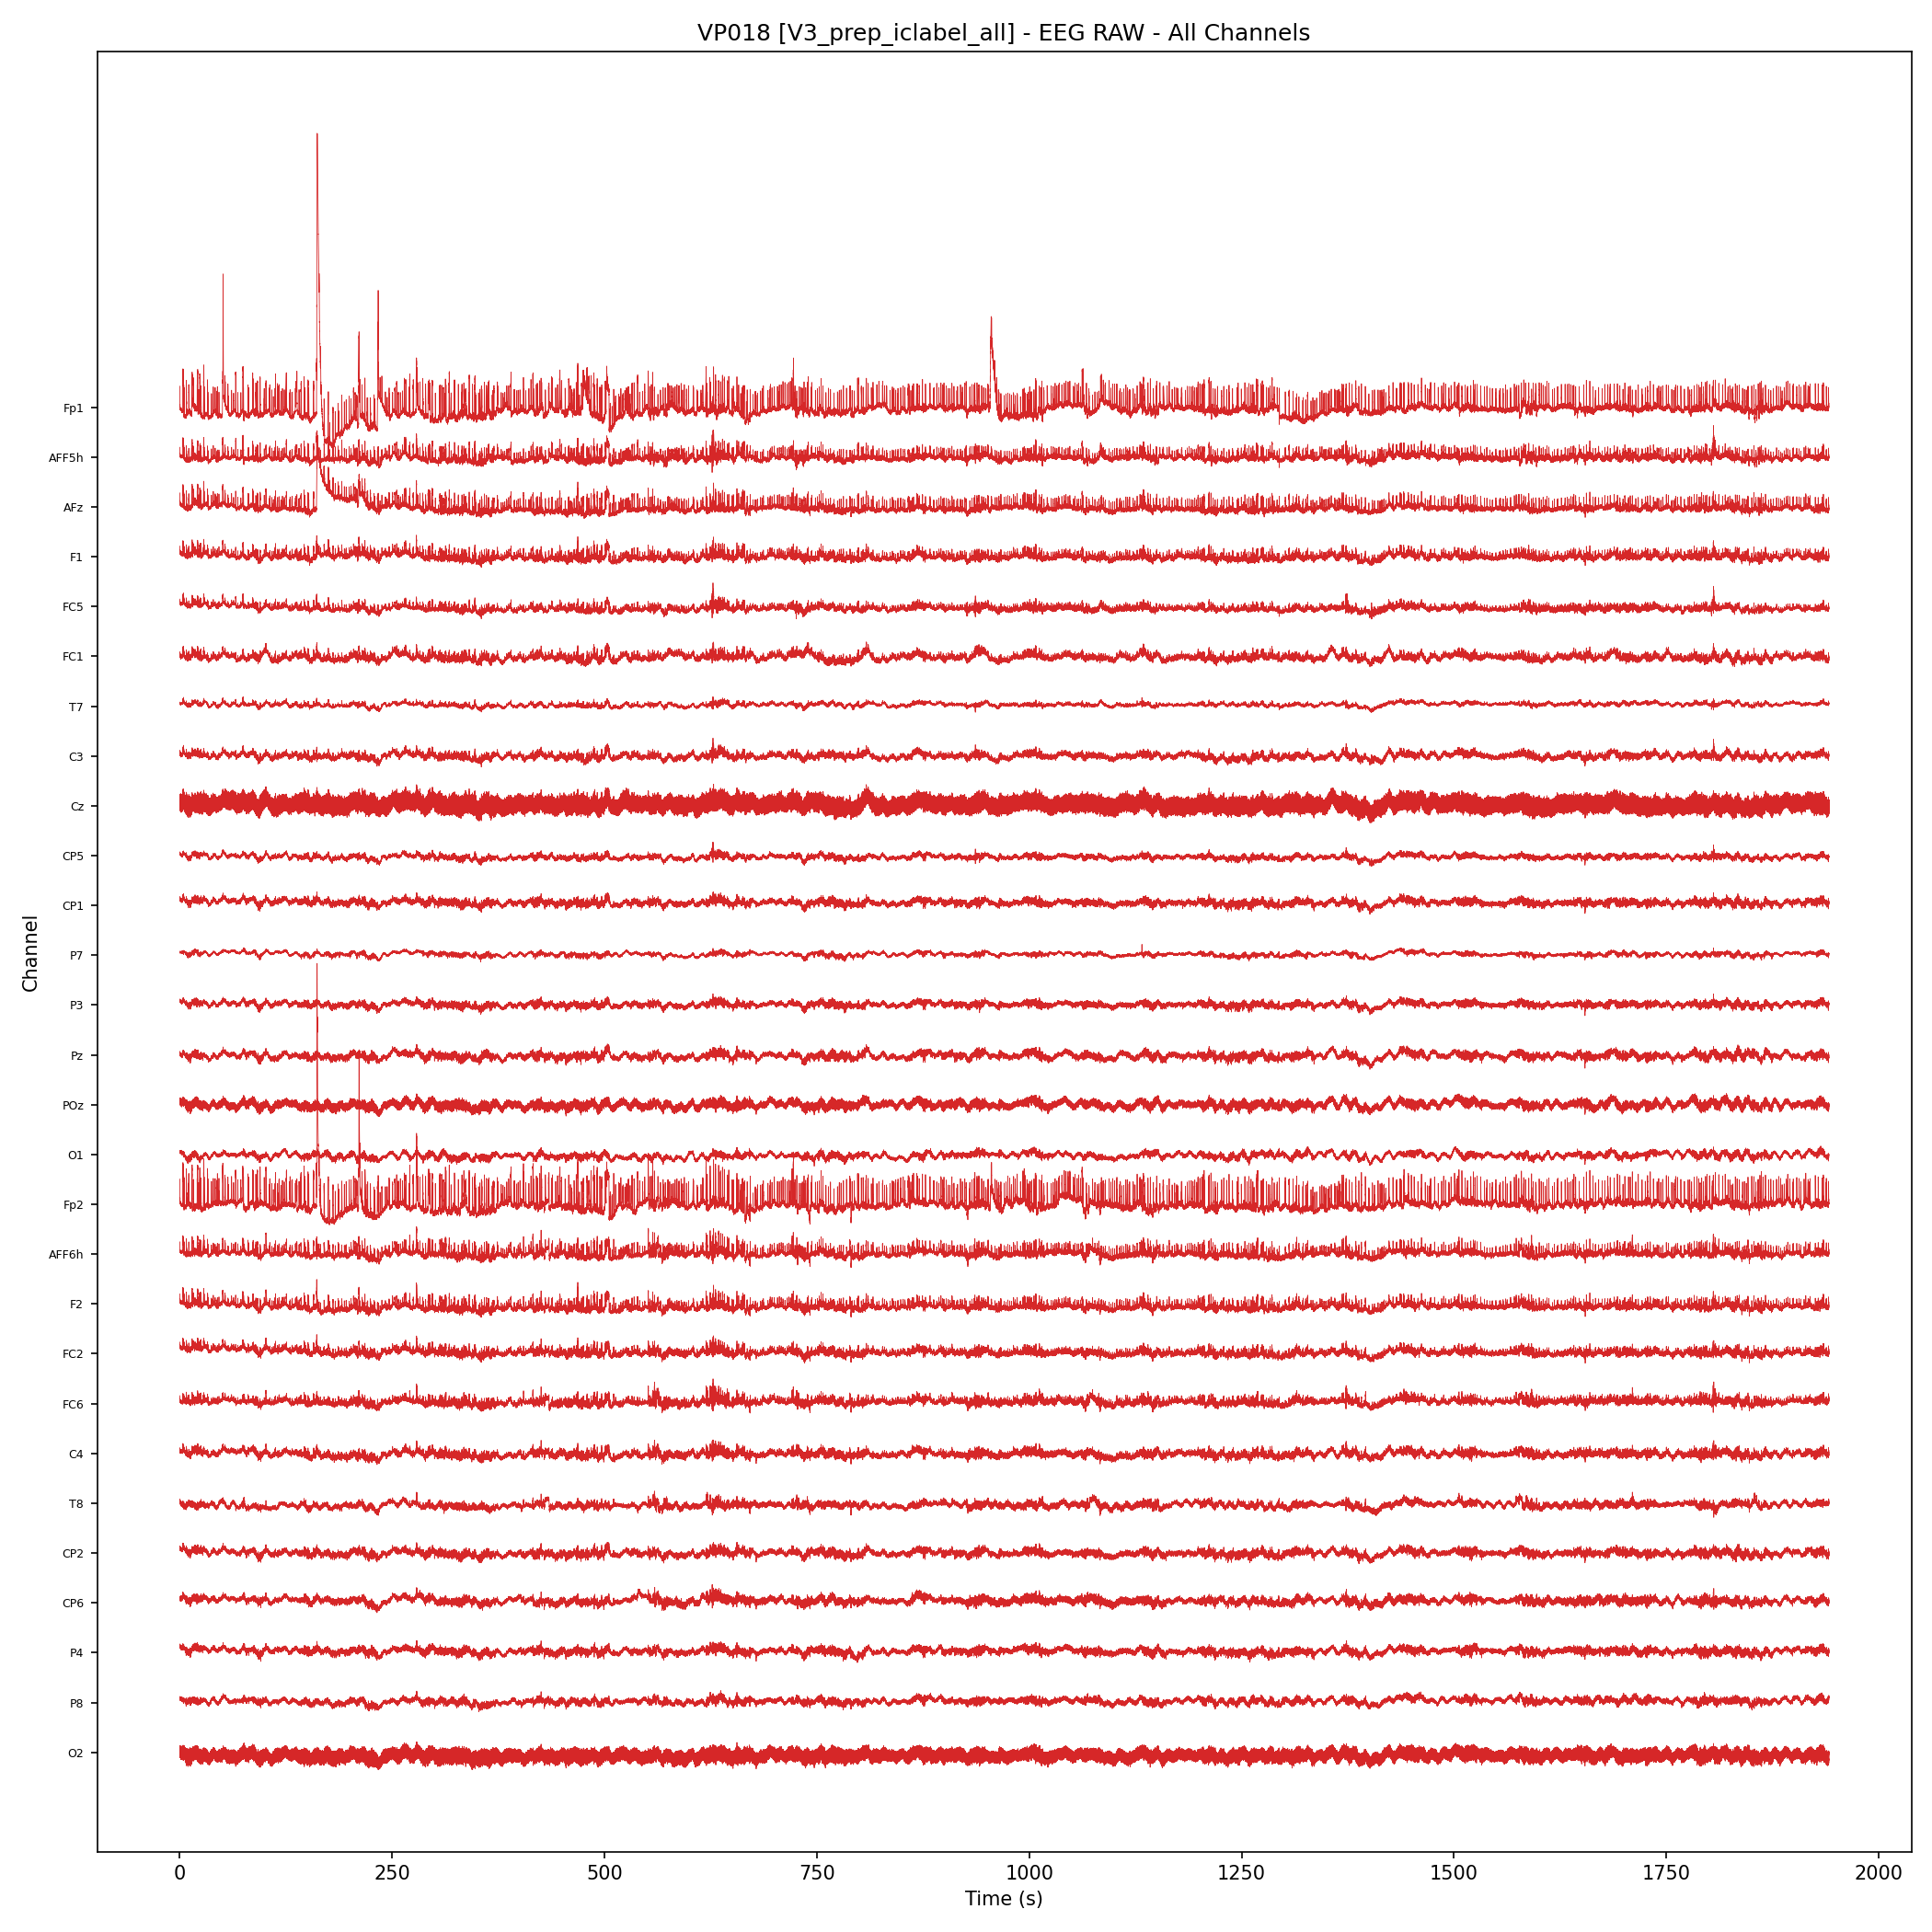 VP018 [V3_prep_iclabel_all] - EEG RAW - All Channels
Channel
Fp1
AFF5h
AFz
F1
FC5
FC1
T7
C3
Cz
CP5
CP1
P7
P3
Pz
POz
O1
Fp2
AFF6h
F2
FC2
FC6
C4
T8
CP2
CP6
P4
P8
O2
0 250 500 750 1000 1250 1500 1750 2000
Time (s)